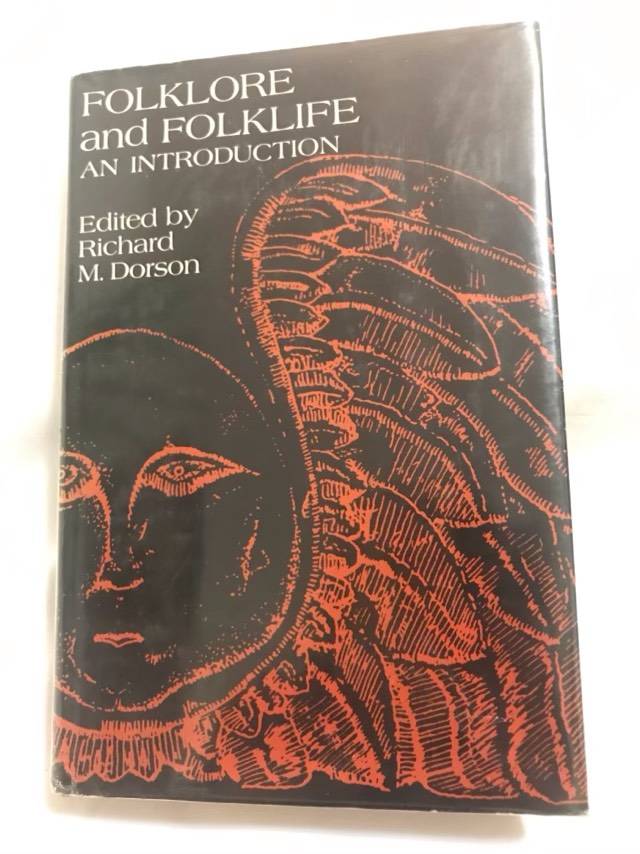 FOLKLORE
and FOLKLIFE
AN INTRODUCTION
Edited by
Richard
M. Dorson